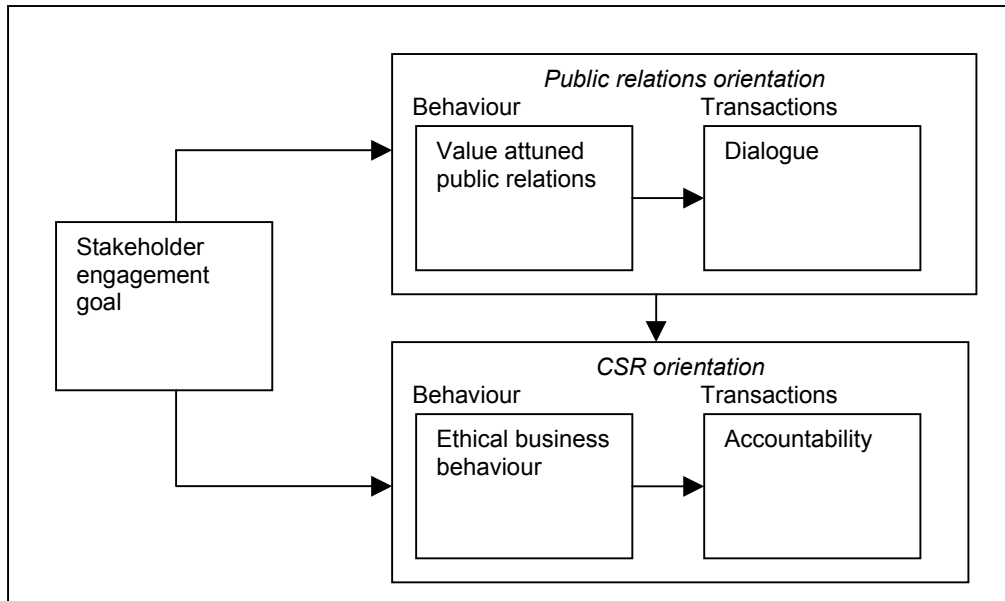 Public relations orientation
Behaviour
Transactions
Value attuned
public relations
Dialogue
Stakeholder
engagement
goal
CSR orientation
Behaviour
Transactions
Ethical business
behaviour
Accountability